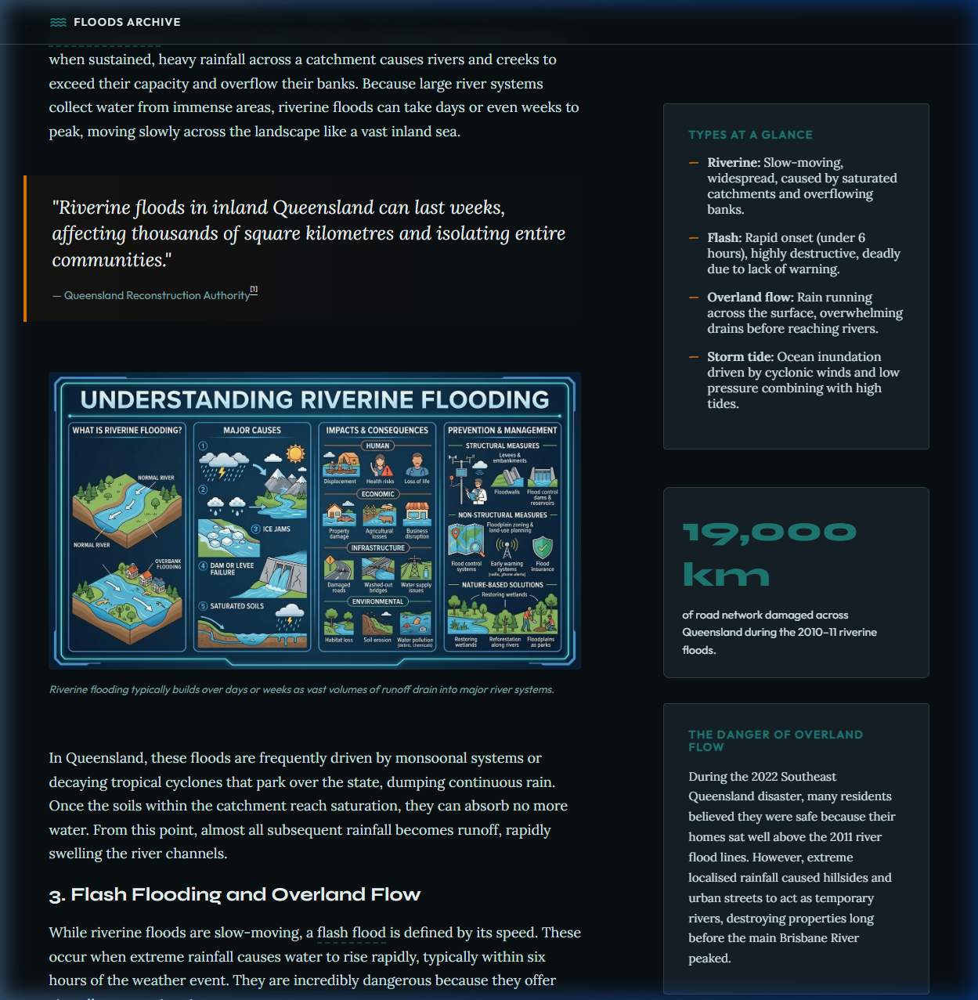 FLOODS ARCHIVE
when sustained, heavy rainfall across a catchment causes rivers and creeks to
exceed their capacity and overflow their banks. Because large river systems
collect water from immense areas, riverine floods can take days or even weeks to
peak, moving slowly across the landscape like a vast inland sea.
"Riverine floods in inland Queensland can last weeks,
affecting thousands of square kilometres and isolating entire
communities."
— Queensland Reconstruction Authority[1]
UNDERSTANDING RIVERINE FLOODING
WHAT IS RIVERINE FLOODING?
NORMAL RIVER
NORMAL RIVER
OVERBANK
FLOODING
MAJOR CAUSES
1
2
3 ICE JAMS
4 DAM OR LEVEE
FAILURE
5 SATURATED SOILS
IMPACTS & CONSEQUENCES
HUMAN
Displacement Health risks Loss of life
ECONOMIC
Property
damage
Agricultural
losses
Business
disruption
INFRASTRUCTURE
Damaged
roads
Washed-out
bridges
Water supply
issues
ENVIRONMENTAL
Habitat loss Soil erosion Water pollution
(debris, chemicals)
PREVENTION & MANAGEMENT
STRUCTURAL MEASURES
Levees &
embankments
Floodwalls
Flood control
dams &
reservoirs
NON-STRUCTURAL MEASURES
Floodplain zoning &
land-use planning
Flood control
systems
Early warning
systems
(radio, phone alerts)
Flood
insurance
NATURE-BASED SOLUTIONS
Restoring wetlands
Restoring
wetlands
Reforestation
along rivers
Floodplains
as parks
Riverine flooding typically builds over days or weeks as vast volumes of runoff drain into major river systems.
In Queensland, these floods are frequently driven by monsoonal systems or
decaying tropical cyclones that park over the state, dumping continuous rain.
Once the soils within the catchment reach saturation, they can absorb no more
water. From this point, almost all subsequent rainfall becomes runoff, rapidly
swelling the river channels.
3. Flash Flooding and Overland Flow
While riverine floods are slow-moving, a flash flood is defined by its speed. These
occur when extreme rainfall causes water to rise rapidly, typically within six
hours of the weather event. They are incredibly dangerous because they offer
TYPES AT A GLANCE
— Riverine: Slow-moving,
widespread, caused by saturated
catchments and overflowing
banks.
— Flash: Rapid onset (under 6
hours), highly destructive, deadly
due to lack of warning.
— Overland flow: Rain running
across the surface, overwhelming
drains before reaching rivers.
— Storm tide: Ocean inundation
driven by cyclonic winds and low
pressure combining with high
tides.
19,000
km
of road network damaged across
Queensland during the 2010–11 riverine
floods.
THE DANGER OF OVERLAND
FLOW
During the 2022 Southeast
Queensland disaster, many residents
believed they were safe because their
homes sat well above the 2011 river
flood lines. However, extreme
localised rainfall caused hillsides and
urban streets to act as temporary
rivers, destroying properties long
before the main Brisbane River
peaked.